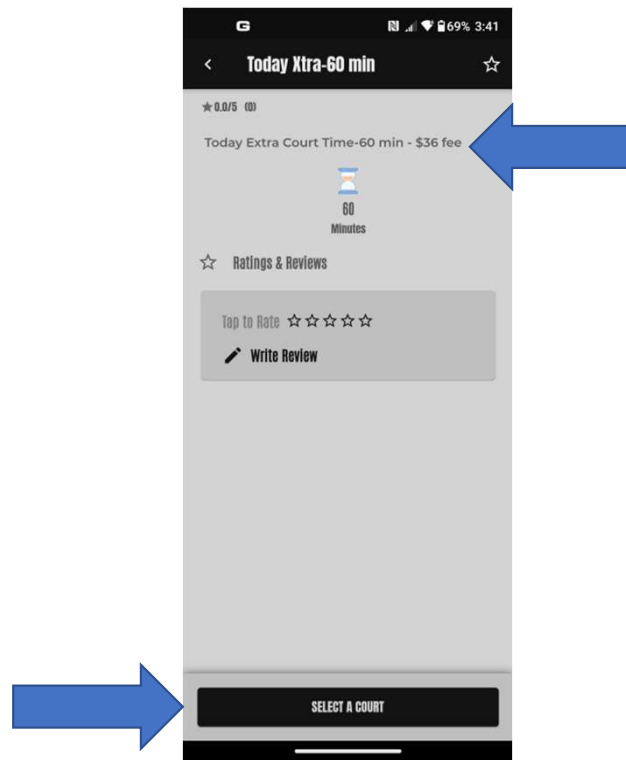 G 69% 3:41
Today Xtra-60 min
0.0/5 (0)
Today Extra Court Time-60 min - $36 fee
60
Minutes
Ratings & Reviews
Tap to Rate
Write Review
SELECT A COURT